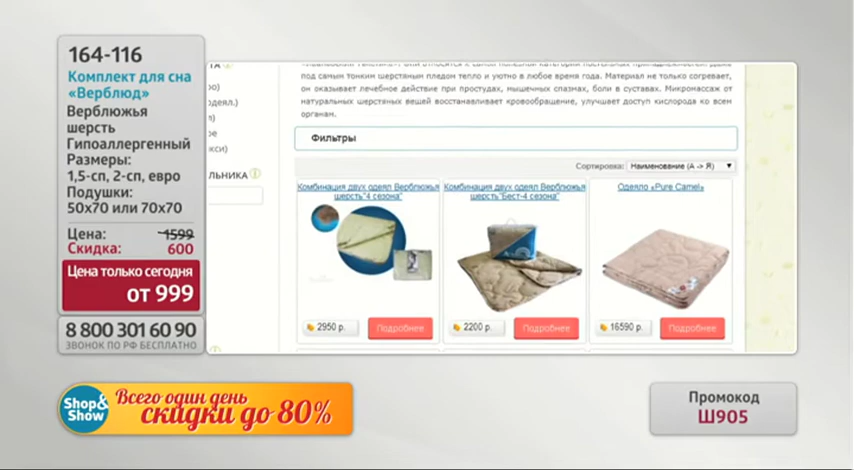 164-116
Комплект для сна
«Верблюд»
Верблюжья
шерсть
Гипоаллергенный
Размеры:
1,5-сп, 2-сп, евро
Подушки:
50x70 или 70x70
Цена: 1599
Скидка: 600
Цена только сегодня
от 999
8 800 301 60 90
ЗВОНОК ПО РФ БЕСПЛАТНО
под самым тонким шерстяным пледом тепло и уютно в любое время года. Материал не только согревает,
он оказывает лечебное действие при простудах, мышечных спазмах, боли в суставах. Микромассаж от
натуральных шерстяных вещей восстанавливает кровообращение, улучшает доступ кислорода ко всем
органам.
Фильтры
Сортировка: Наименование (А -> Я)
Комбинация двух одеял Верблюжья
шерсть"4 сезона"
2950 р. Подробнее
Комбинация двух одеял Верблюжья
шерсть"Бест-4 сезона"
2200 р. Подробнее
Одеяло «Pure Camel»
16590 р. Подробнее
Shop&
Show
Всего один день
скидки до 80%
Промокод
Ш905